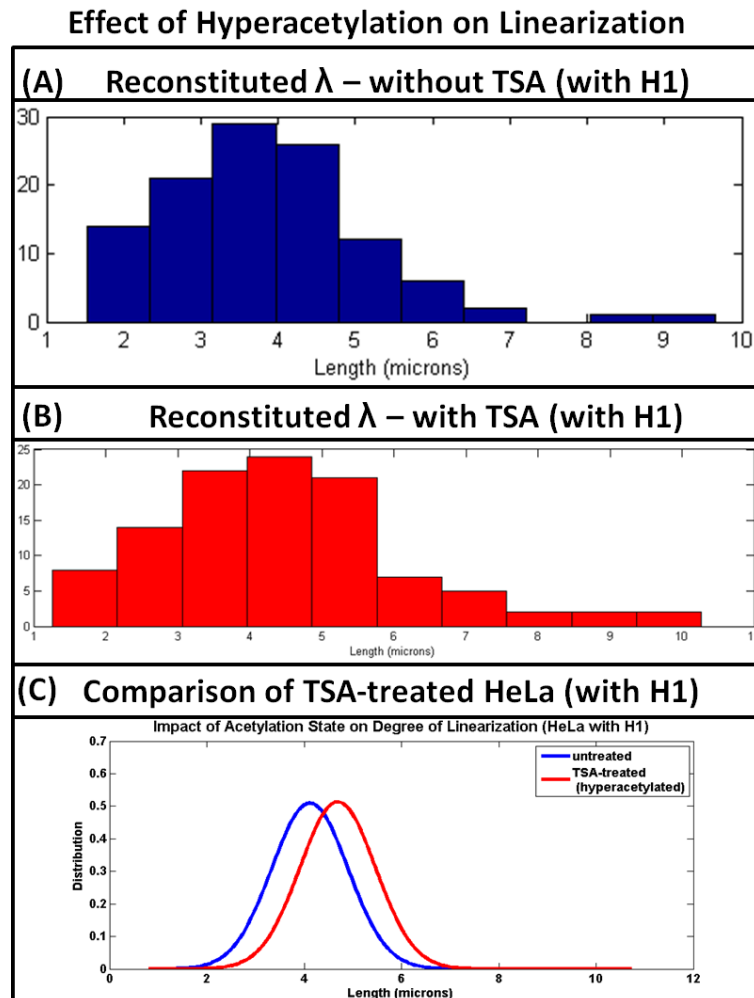 Effect of Hyperacetylation on Linearization
(A) Reconstituted λ – without TSA (with H1)
30
20
10
0
1 2 3 4 5 6 7 8 9 10
Length (microns)
(B) Reconstituted λ – with TSA (with H1)
25
20
15
10
5
0
1 2 3 4 5 6 7 8 9 10 1
Length (microns)
(C) Comparison of TSA-treated HeLa (with H1)
Impact of Acetylation State on Degree of Linearization (HeLa with H1)
0.7
0.6
0.5
0.4
0.3
0.2
0.1
0
Distribution
untreated
TSA-treated
(hyperacetylated)
0 2 4 6 8 10 12
Length (microns)